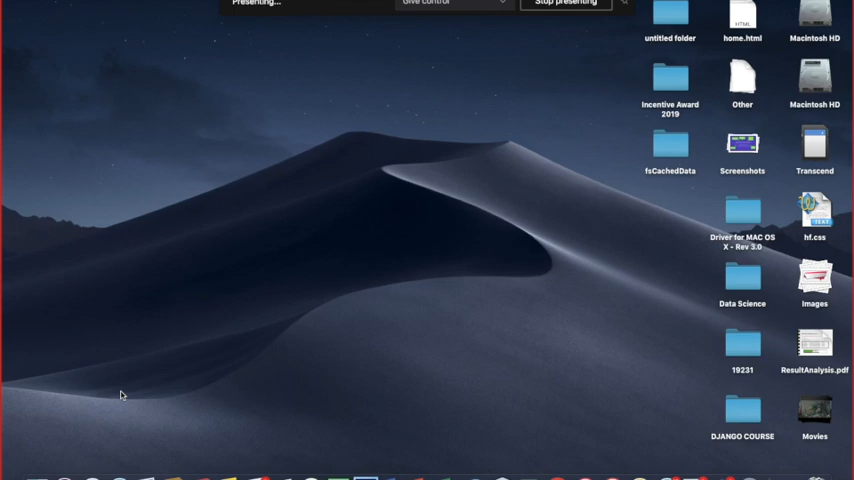 Presenting...
Give control
Stop presenting
untitled folder
home.html
Macintosh HD
Incentive Award
2019
Other
Macintosh HD
fsCachedData
Screenshots
Transcend
Driver for MAC OS
X - Rev 3.0
hf.css
Data Science
Images
19231
ResultAnalysis.pdf
DJANGO COURSE
Movies
HTML
TEXT